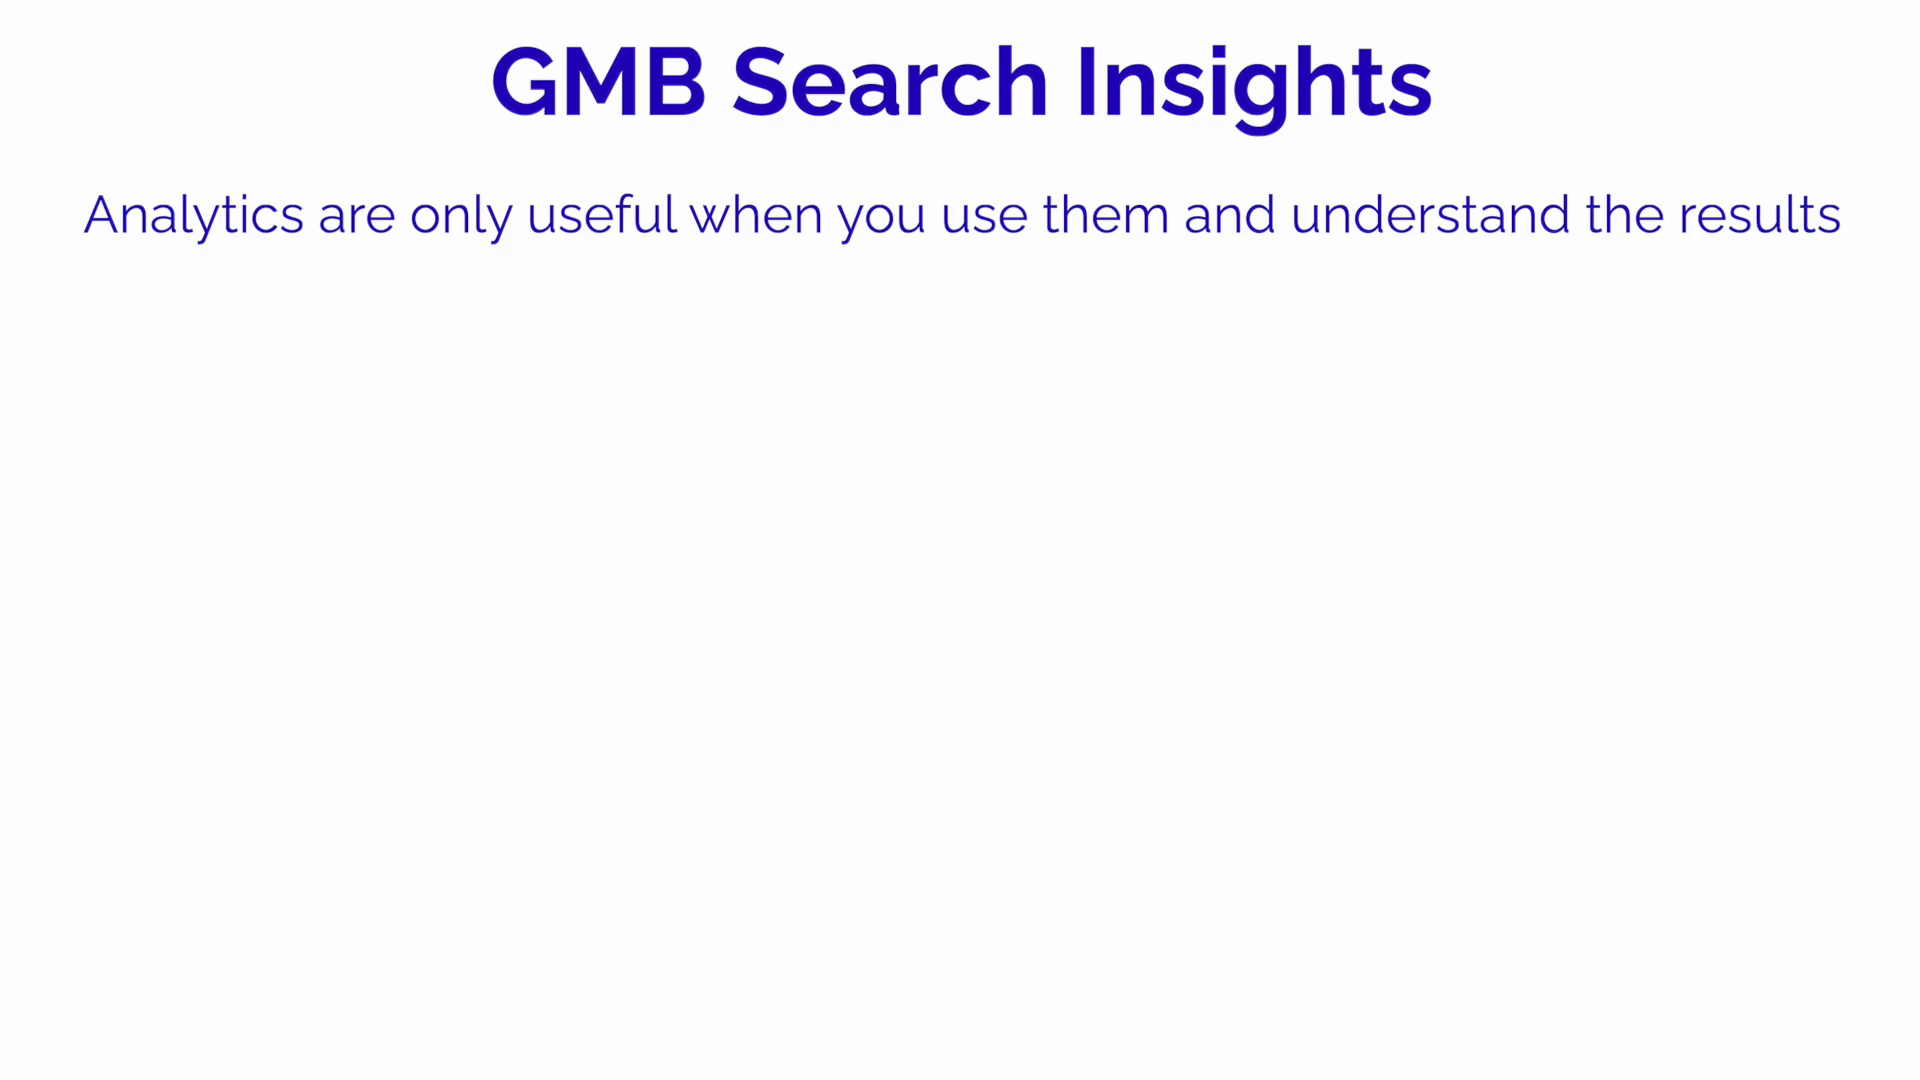 GMB Search Insights
Analytics are only useful when you use them and understand the results